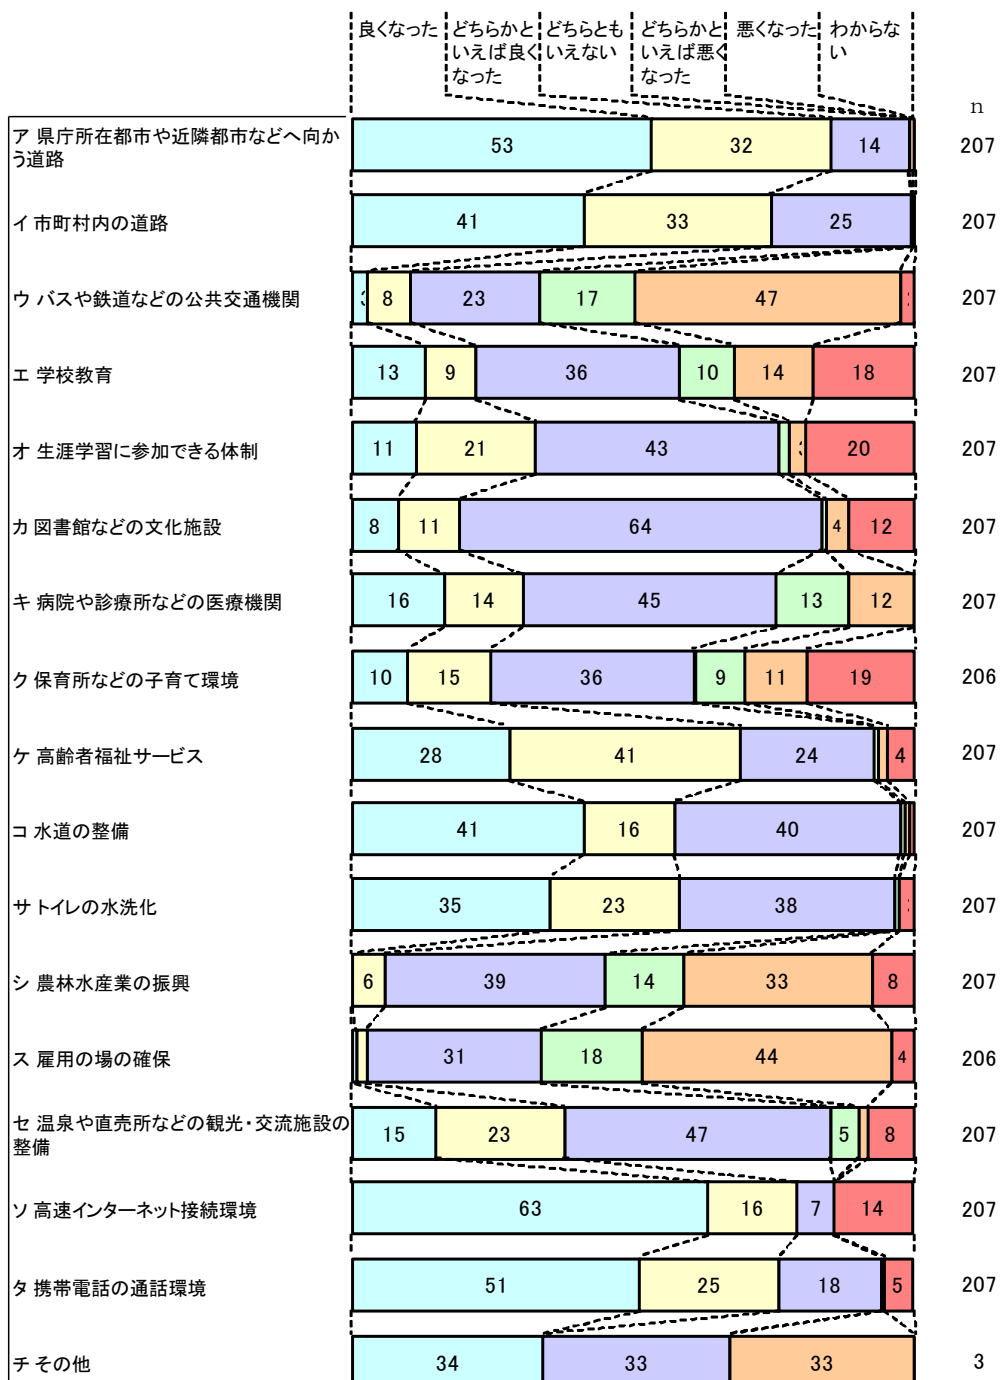 良くなった
どちらかと
いえば良く
なった
どちらとも
いえない
どちらかと
いえば悪く
なった
悪くなった
わからな
い
n
ア 県庁所在都市や近隣都市などへ向か
う道路
53 32 14 207
イ 市町村内の道路
41 33 25 207
ウ バスや鉄道などの公共交通機関
3 8 23 17 47 207
エ 学校教育
13 9 36 10 14 18 207
オ 生涯学習に参加できる体制
11 21 43 3 20 207
カ 図書館などの文化施設
8 11 64 4 12 207
キ 病院や診療所などの医療機関
16 14 45 13 12 207
ク 保育所などの子育て環境
10 15 36 9 11 19 206
ケ 高齢者福祉サービス
28 41 24 4 207
コ 水道の整備
41 16 40 207
サ トイレの水洗化
35 23 38 3 207
シ 農林水産業の振興
6 39 14 33 8 207
ス 雇用の場の確保
31 18 44 4 206
セ 温泉や直売所などの観光・交流施設の
整備
15 23 47 5 8 207
ソ 高速インターネット接続環境
63 16 7 14 207
タ 携帯電話の通話環境
51 25 18 5 207
チ その他
34 33 33 3